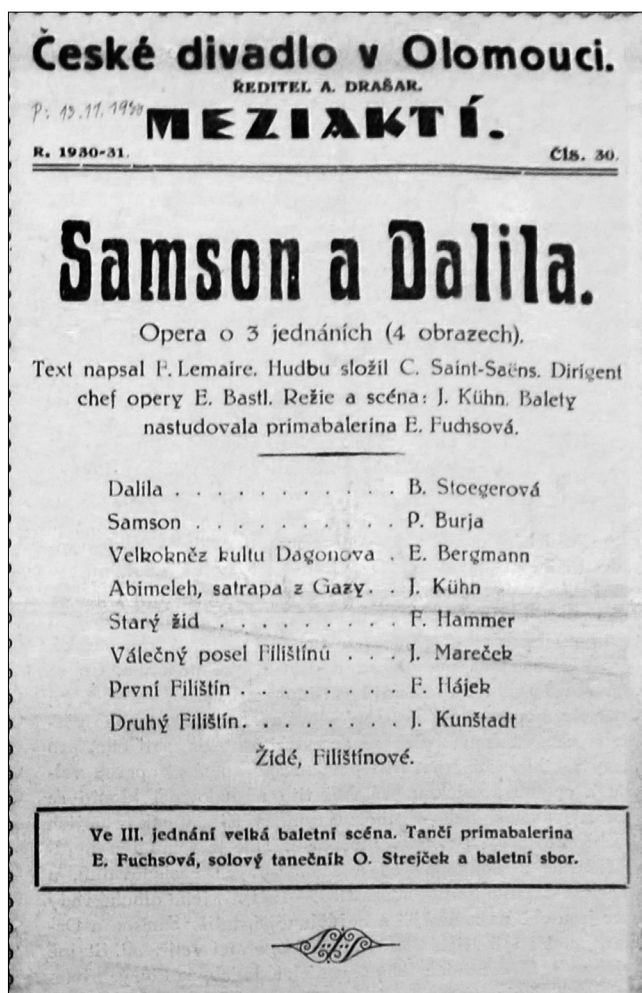 České divadlo v Olomouci.
ŘEDITEL A. DRAŠAR.
P: 13.11.1930
MEZIAKTÍ.
R. 1930-31.
Čís. 30.
Samson a Dalila.
Opera o 3 jednáních (4 obrazech).
Text napsal F. Lemaire. Hudbu složil C. Saint-Saëns. Dirigent
chef opery E. Bastl. Režie a scéna: J. Kühn. Balety
nastudovala primabalerina E. Fuchsová.
Dalila . . . . . . . . . . . B. Stoegerová
Samson . . . . . . . . . . P. Burja
Velkokněz kultu Dagonova . E. Bergmann
Abimeleh, satrapa z Gazy. . J. Kühn
Starý žid . . . . . . . . . F. Hammer
Válečný posel Filištínů . . . J. Mareček
První Filištín . . . . . . . . F. Hájek
Druhý Filištín. . . . . . . . J. Kunštadt
Židé, Filištínové.
Ve III. jednání velká baletní scéna. Tančí primabalerina
E. Fuchsová, solový tanečník O. Strejček a baletní sbor.